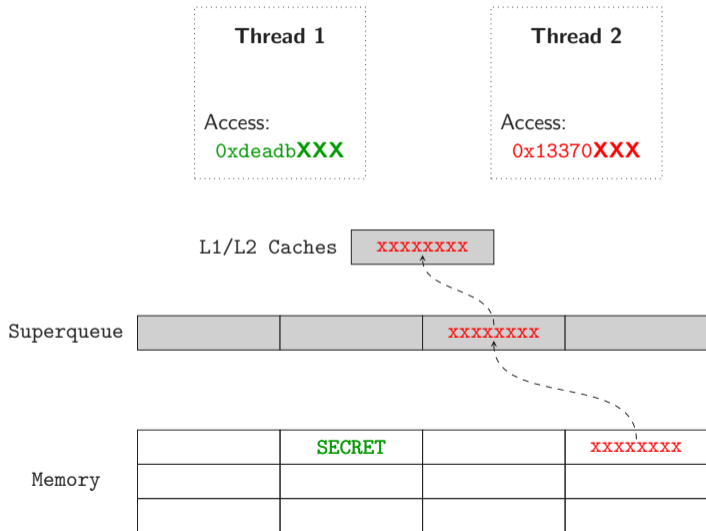 Thread 1
Thread 2
Access:
0xdeadbXXX
Access:
0x13370XXX
L1/L2 Caches
xxxxxxxx
Superqueue
xxxxxxxx
SECRET
xxxxxxxx
Memory